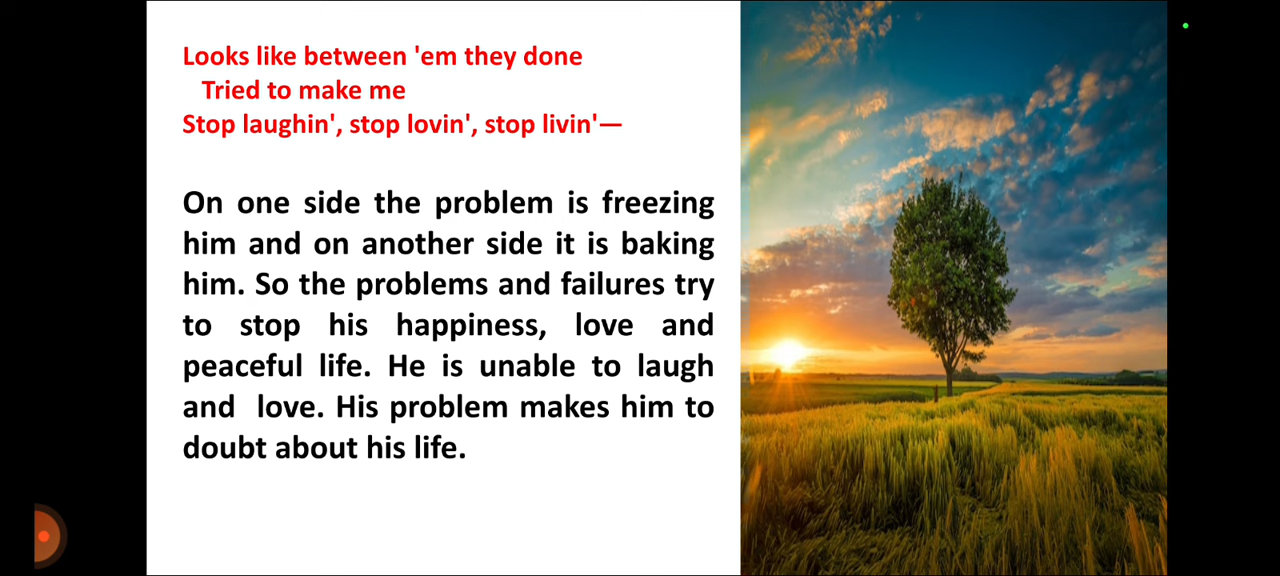 Looks like between 'em they done
Tried to make me
Stop laughin', stop lovin', stop livin'—
On one side the problem is freezing
him and on another side it is baking
him. So the problems and failures try
to stop his happiness, love and
peaceful life. He is unable to laugh
and love. His problem makes him to
doubt about his life.